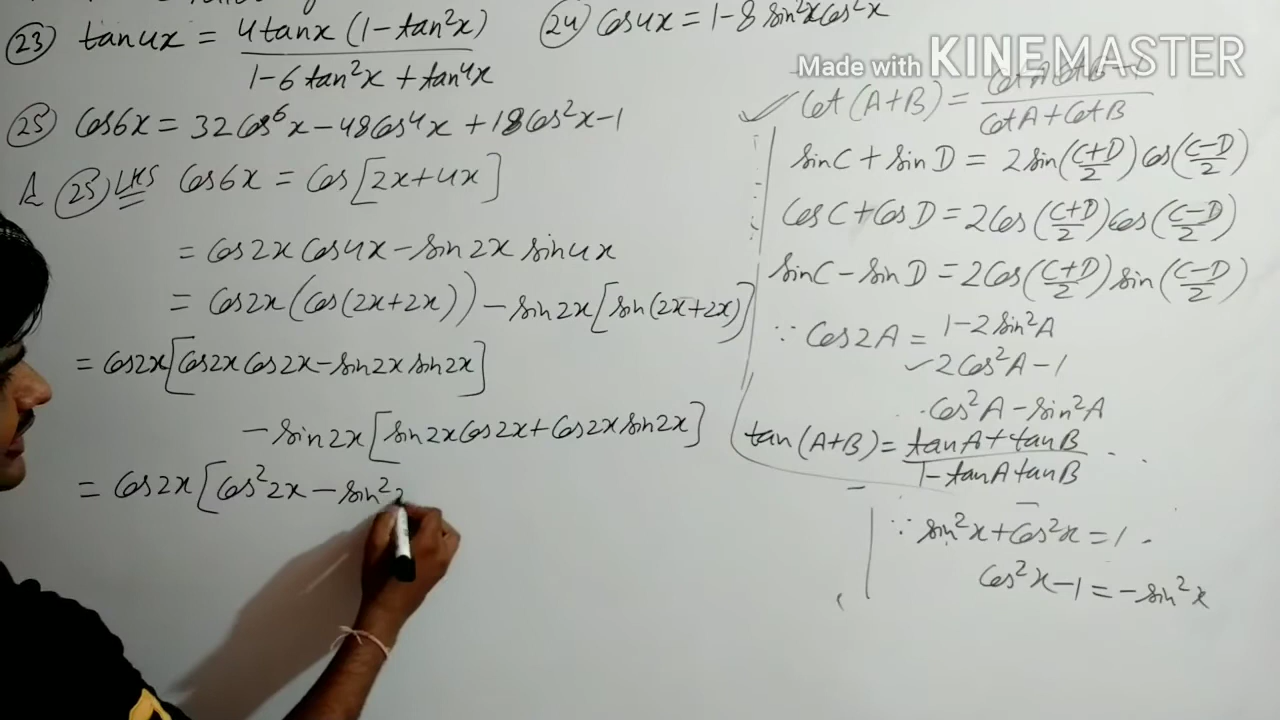 (23) tan4x = 4tanx (1-tan²x) / 1-6tan²x + tan⁴x
(24) Cos4x = 1-8 sin²x cos²x
(25) Cos6x = 32Cos⁶x - 48Cos⁴x + 18Cos²x-1
(25) LHS Cos6x = Cos[2x+4x]
= Cos2x Cos4x - sin2x sin4x
= Cos2x(Cos(2x+2x)) - sin2x[sin(2x+2x)]
= Cos2x[Cos2x Cos2x - sin2x sin2x]
- sin2x[sin2x Cos2x + Cos2x sin2x]
= Cos2x[Cos²2x - sin²2
Made with KINEMASTER
✓ Cot(A+B) = CotA CotB-1 / CotA + CotB
sinC + sinD = 2sin(C+D/2) Cos(C-D/2)
CosC + CosD = 2Cos(C+D/2) Cos(C-D/2)
sinC - sinD = 2Cos(C+D/2) sin(C-D/2)
∵ Cos2A = 1-2sin²A
✓2Cos²A-1
Cos²A - sin²A
tan(A+B) = tanA + tanB / 1-tanA tanB
∵ sin²x + Cos²x = 1
Cos²x-1 = -sin²x